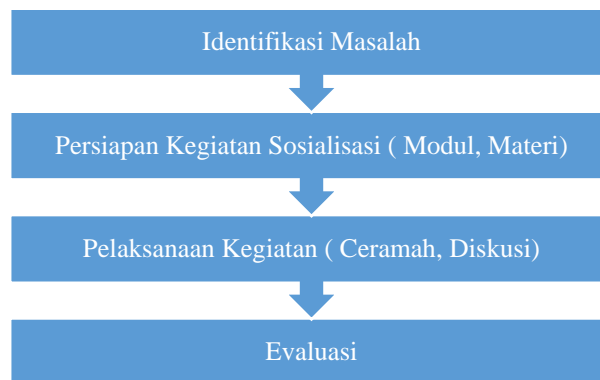 Identifikasi Masalah
Persiapan Kegiatan Sosialisasi ( Modul, Materi)
Pelaksanaan Kegiatan ( Ceramah, Diskusi)
Evaluasi